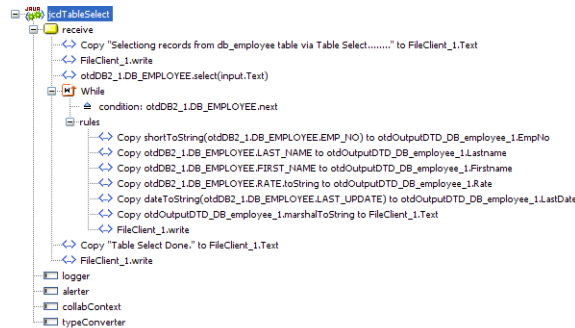 JAVA
jcdTableSelect
receive
Copy "Selectiong records from db_employee table via Table Select........" to FileClient_1.Text
FileClient_1.write
otdDB2_1.DB_EMPLOYEE.select(input.Text)
While
condition: otdDB2_1.DB_EMPLOYEE.next
rules
Copy shortToString(otdDB2_1.DB_EMPLOYEE.EMP_NO) to otdOutputDTD_DB_employee_1.EmpNo
Copy otdDB2_1.DB_EMPLOYEE.LAST_NAME to otdOutputDTD_DB_employee_1.Lastname
Copy otdDB2_1.DB_EMPLOYEE.FIRST_NAME to otdOutputDTD_DB_employee_1.Firstname
Copy otdDB2_1.DB_EMPLOYEE.RATE.toString to otdOutputDTD_DB_employee_1.Rate
Copy dateToString(otdDB2_1.DB_EMPLOYEE.LAST_UPDATE) to otdOutputDTD_DB_employee_1.LastDate
Copy otdOutputDTD_DB_employee_1.marshalToString to FileClient_1.Text
FileClient_1.write
Copy "Table Select Done." to FileClient_1.Text
FileClient_1.write
logger
alerter
collabContext
typeConverter